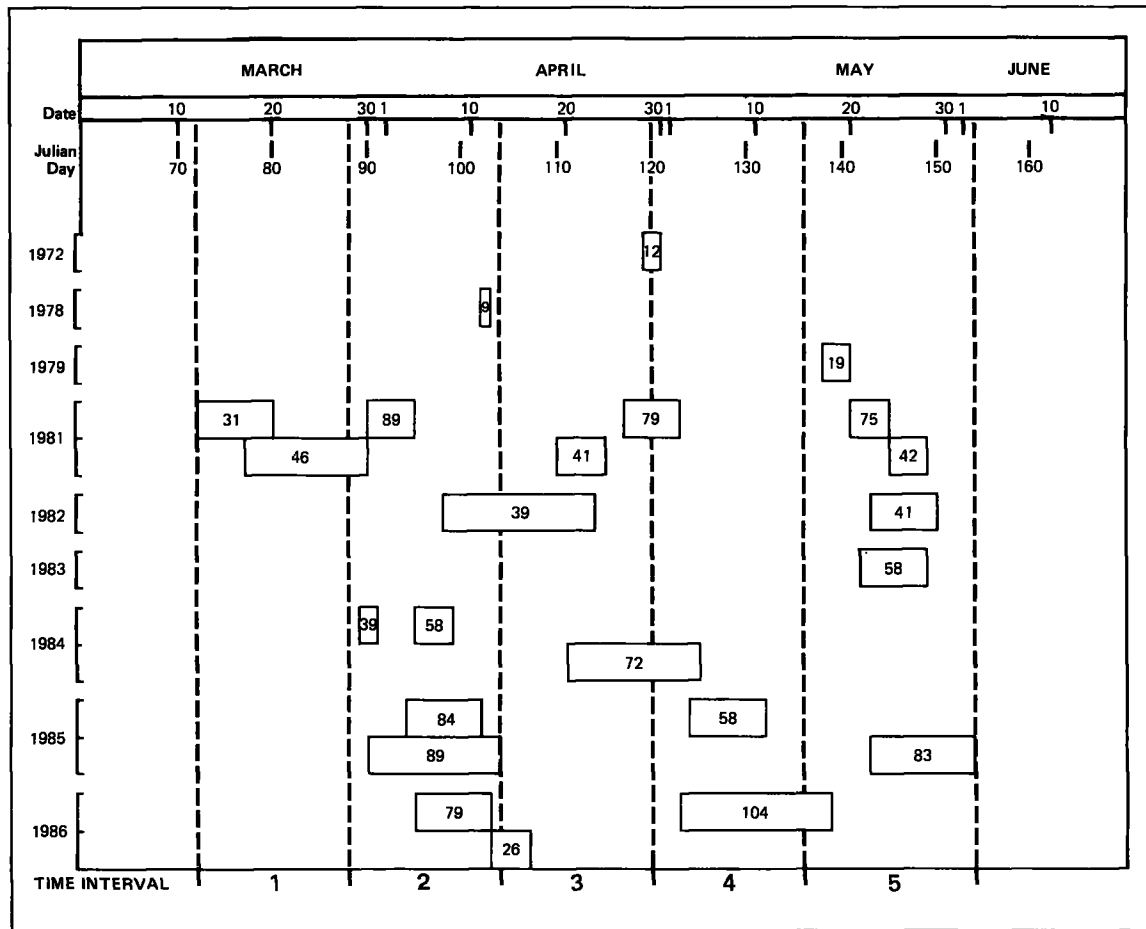 MARCH APRIL MAY JUNE
Date 10 20 30 1 10 20 30 1 10 20 30 1 10
Julian
Day 70 80 90 100 110 120 130 140 150 160
1972 12
1978 9
1979 19
31 89 79 75
1981
46 41 42
1982 39 41
1983 58
39 58
1984
72
84 58
1985
89 83
79 104
1986
26
TIME INTERVAL 1 2 3 4 5